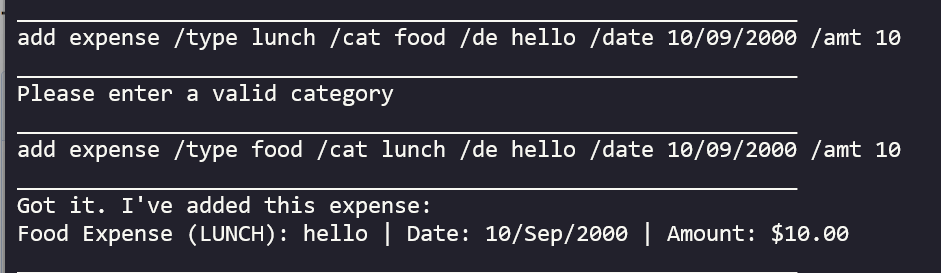 add expense /type lunch /cat food /de hello /date 10/09/2000 /amt 10
Please enter a valid category
add expense /type food /cat lunch /de hello /date 10/09/2000 /amt 10
Got it. I've added this expense:
Food Expense (LUNCH): hello | Date: 10/Sep/2000 | Amount: $10.00